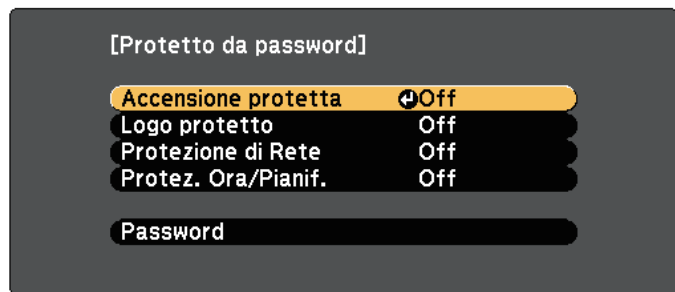 [Protetto da password]
Accensione protetta Off
Logo protetto Off
Protezione di Rete Off
Protez. Ora/Pianif. Off
Password